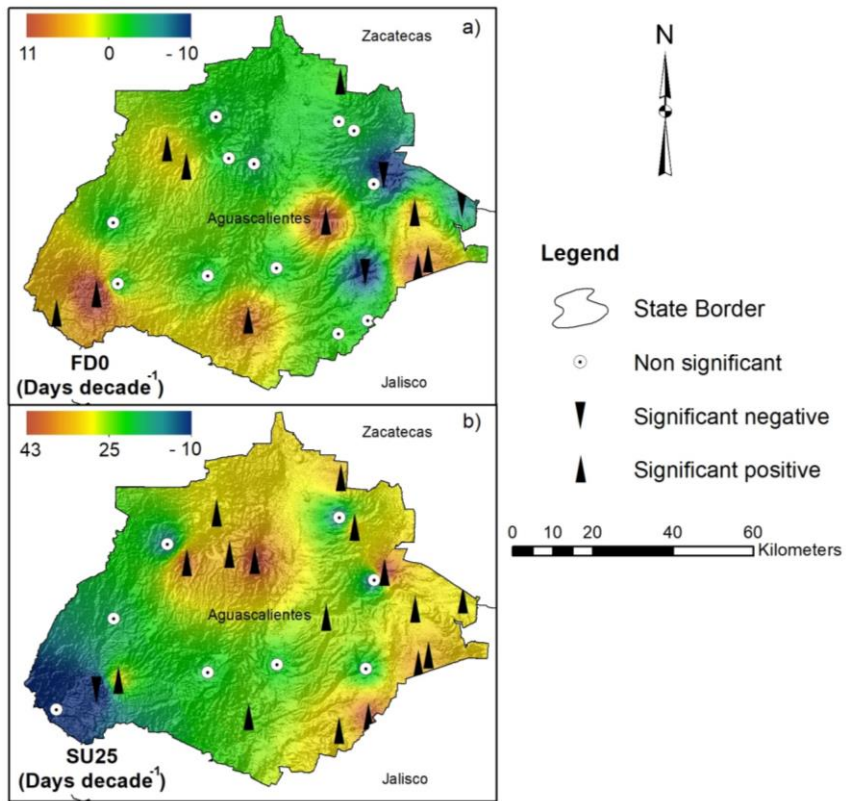 a)
Zacatecas
11 0 - 10
Aguascalientes
FD0
(Days decade⁻¹)
Jalisco
b)
Zacatecas
43 25 - 10
Aguascalientes
SU25
(Days decade⁻¹)
Jalisco
N
Legend
State Border
Non significant
Significant negative
Significant positive
0 10 20 40 60
Kilometers